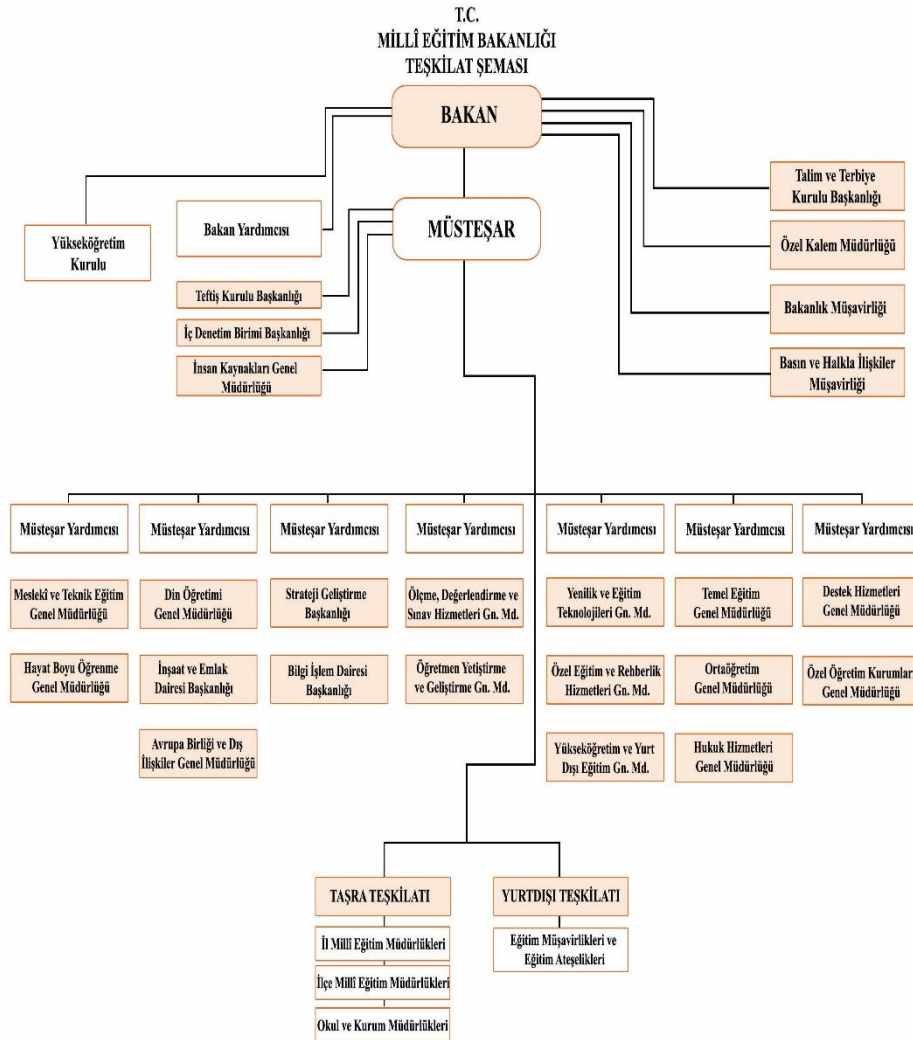 T.C.
MİLLÎ EĞİTİM BAKANLIĞI
TEŞKİLAT ŞEMASI
BAKAN
Yükseköğretim
Kurulu
Bakan Yardımcısı
MÜSTEŞAR
Teftiş Kurulu Başkanlığı
İç Denetim Birimi Başkanlığı
İnsan Kaynakları Genel
Müdürlüğü
Talim ve Terbiye
Kurulu Başkanlığı
Özel Kalem Müdürlüğü
Bakanlık Müşavirliği
Basın ve Halkla İlişkiler
Müşavirliği
Müsteşar Yardımcısı
Meslekî ve Teknik Eğitim
Genel Müdürlüğü
Hayat Boyu Öğrenme
Genel Müdürlüğü
Müsteşar Yardımcısı
Din Öğretimi
Genel Müdürlüğü
İnşaat ve Emlak
Dairesi Başkanlığı
Avrupa Birliği ve Dış
İlişkiler Genel Müdürlüğü
Müsteşar Yardımcısı
Strateji Geliştirme
Başkanlığı
Bilgi İşlem Dairesi
Başkanlığı
Müsteşar Yardımcısı
Ölçme, Değerlendirme ve
Sınav Hizmetleri Gn. Md.
Öğretmen Yetiştirme
ve Geliştirme Gn. Md.
Müsteşar Yardımcısı
Yenilik ve Eğitim
Teknolojileri Gn. Md.
Özel Eğitim ve Rehberlik
Hizmetleri Gn. Md.
Yükseköğretim ve Yurt
Dışı Eğitim Gn. Md.
Müsteşar Yardımcısı
Temel Eğitim
Genel Müdürlüğü
Ortaöğretim
Genel Müdürlüğü
Hukuk Hizmetleri
Genel Müdürlüğü
Müsteşar Yardımcısı
Destek Hizmetleri
Genel Müdürlüğü
Özel Öğretim Kurumları
Genel Müdürlüğü
TAŞRA TEŞKİLATI
İl Millî Eğitim Müdürlükleri
İlçe Millî Eğitim Müdürlükleri
Okul ve Kurum Müdürlükleri
YURTDIŞI TEŞKİLATI
Eğitim Müşavirlikleri ve
Eğitim Ateşelikleri